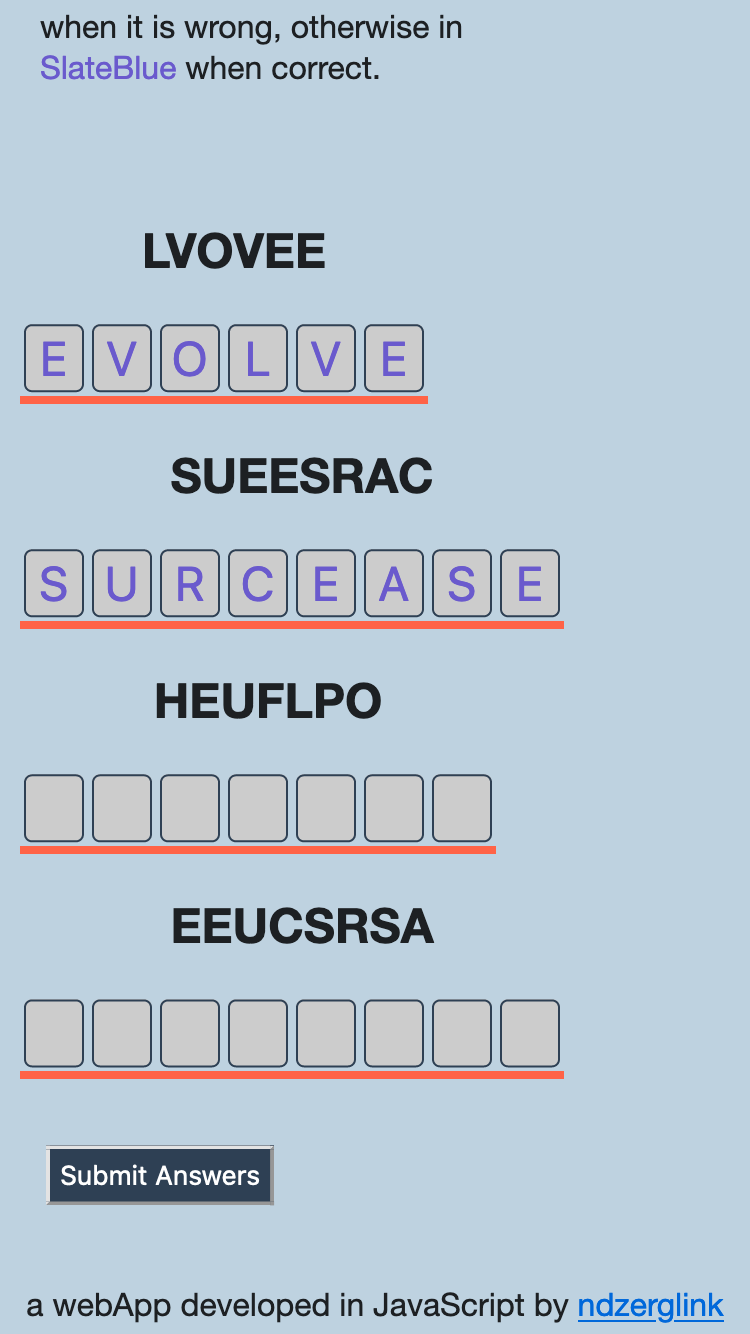 when it is wrong, otherwise in
SlateBlue when correct.
LVOVEE
E V O L V E
SUEESRAC
S U R C E A S E
HEUFLPO
EEUCSRSA
Submit Answers
a webApp developed in JavaScript by ndzerglink